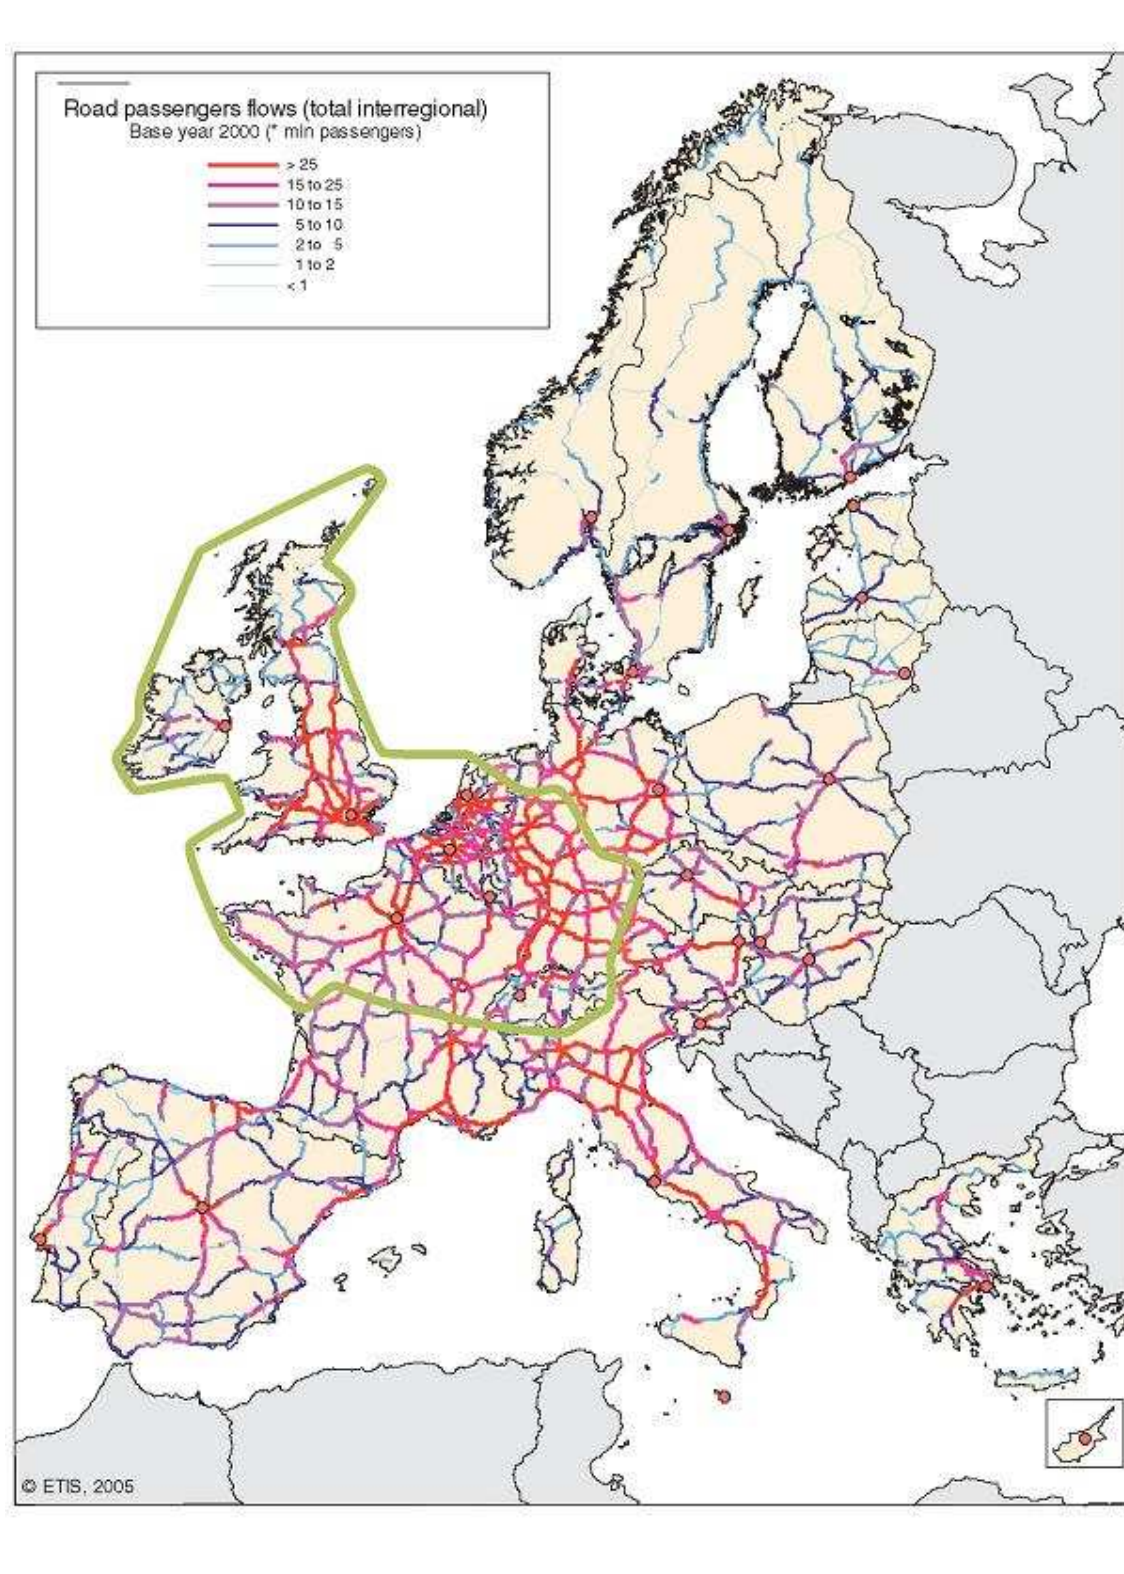 Road passengers flows (total interregional)
Base year 2000 (* mln passengers)
> 25
15 to 25
10 to 15
5 to 10
2 to 5
1 to 2
< 1
© ETIS, 2005